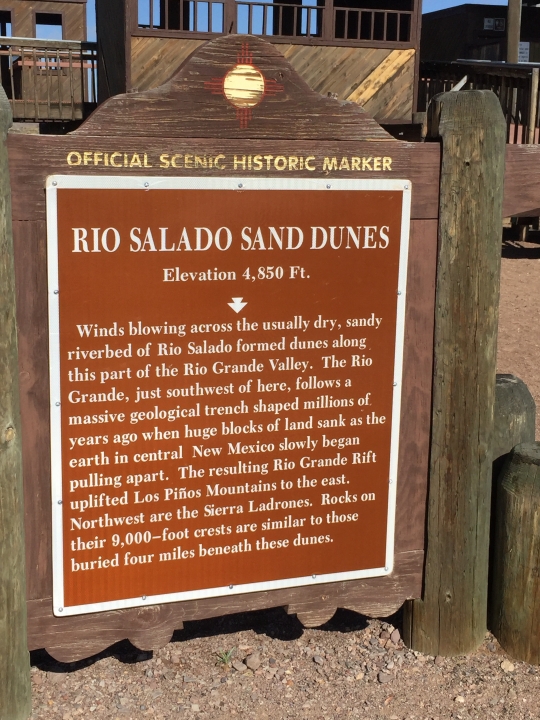 OFFICIAL SCENIC HISTORIC MARKER
RIO SALADO SAND DUNES
Elevation 4,850 Ft.
Winds blowing across the usually dry, sandy
riverbed of Rio Salado formed dunes along
this part of the Rio Grande Valley. The Rio
Grande, just southwest of here, follows a
massive geological trench shaped millions of
years ago when huge blocks of land sank as the
earth in central New Mexico slowly began
pulling apart. The resulting Rio Grande Rift
uplifted Los Piños Mountains to the east.
Northwest are the Sierra Ladrones. Rocks on
their 9,000-foot crests are similar to those
buried four miles beneath these dunes.